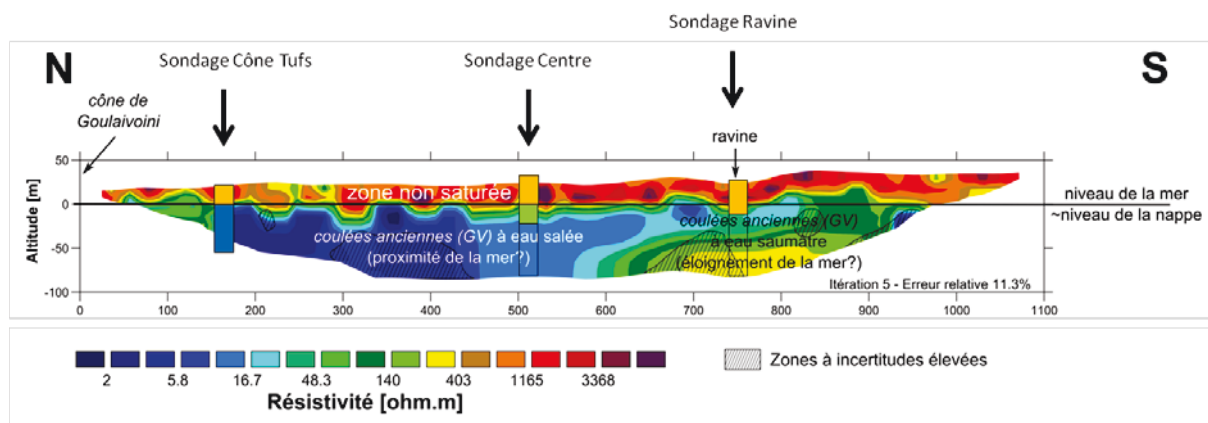 Sondage Ravine
N
Sondage Cône Tufs
Sondage Centre
S
cône de
Goulaivoini
ravine
50
0
-50
-100
Altitude [m]
zone non saturée
niveau de la mer
~niveau de la nappe
coulées anciennes (GV) à eau salée
(proximité de la mer?)
coulées anciennes (GV)
à eau saumâtre
(éloignement de la mer?)
Itération 5 - Erreur relative 11.3%
0 100 200 300 400 500 600 700 800 900 1000 1100
2 5.8 16.7 48.3 140 403 1165 3368
Résistivité [ohm.m]
Zones à incertitudes élevées